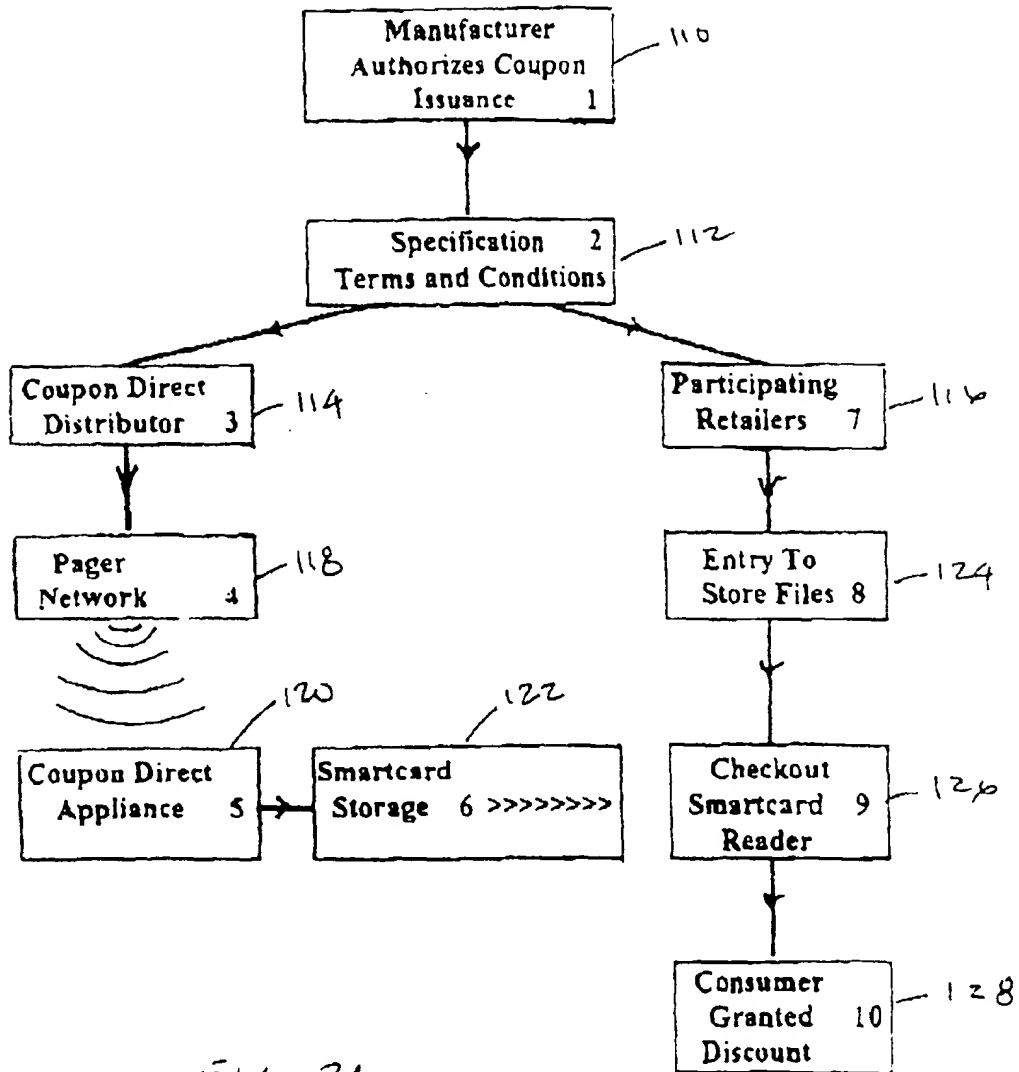 Manufacturer
Authorizes Coupon
Issuance 1
110
Specification 2
Terms and Conditions
112
Coupon Direct
Distributor 3
114
Participating
Retailers 7
116
Pager
Network 4
118
Entry To
Store Files 8
124
120
122
Coupon Direct
Appliance 5
Smartcard
Storage 6 >>>>>>>>
Checkout
Smartcard 9
Reader
126
Consumer
Granted 10
Discount
128